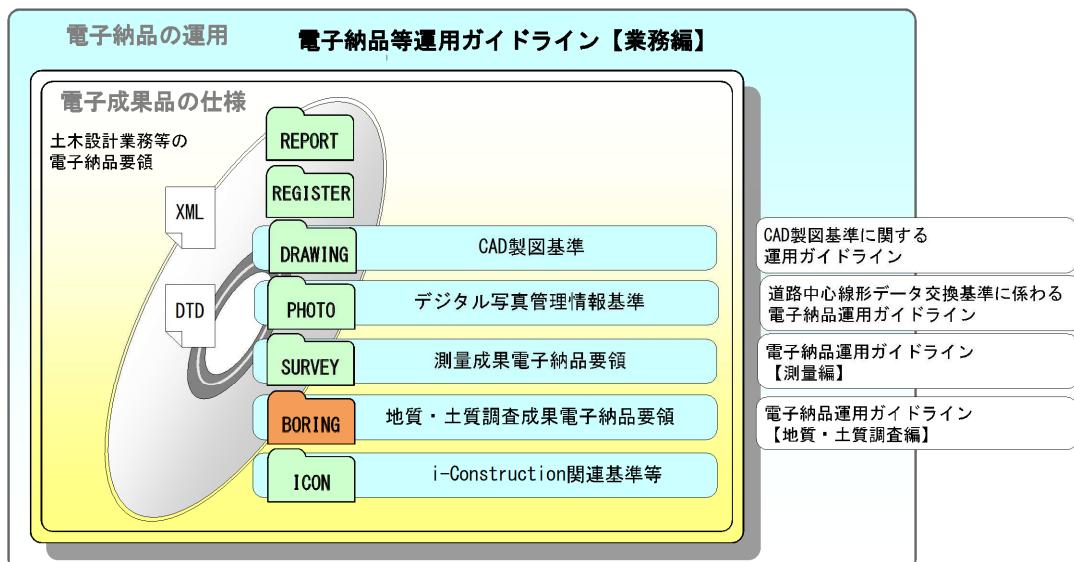 電子納品の運用
電子納品等運用ガイドライン【業務編】
電子成果品の仕様
土木設計業務等の
電子納品要領
REPORT
XML
REGISTER
DRAWING
CAD製図基準
CAD製図基準に関する
運用ガイドライン
DTD
PHOTO
デジタル写真管理情報基準
道路中心線形データ交換基準に係わる
電子納品運用ガイドライン
SURVEY
測量成果電子納品要領
電子納品運用ガイドライン
【測量編】
BORING
地質・土質調査成果電子納品要領
電子納品運用ガイドライン
【地質・土質調査編】
ICON
i-Construction関連基準等